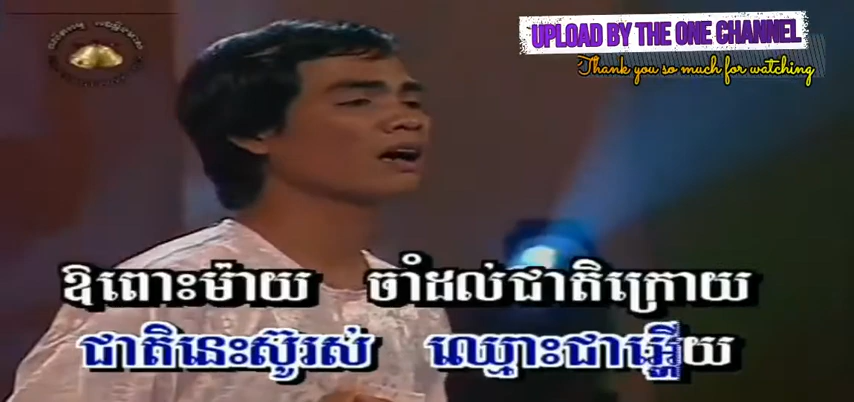 UPLOAD BY THE ONE CHANNEL
Thank you so much for watching
ឱពោះម៉ាយ ចាំដល់ជាតិក្រោយ
ជាតិនេះស៊ូរស់ ឈ្មោះជាអ្ហើយ